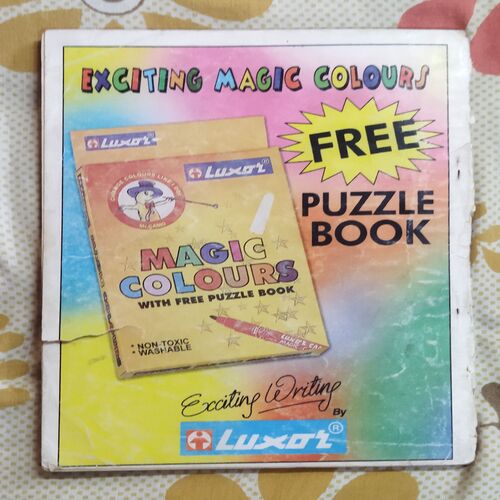 EXCITING MAGIC COLOURS
FREE
PUZZLE
BOOK
Luxor®
Luxor®
MAGIC
COLOURS
WITH FREE PUZZLE BOOK
• NON-TOXIC
• WASHABLE
Exciting Writing
By
Luxor®